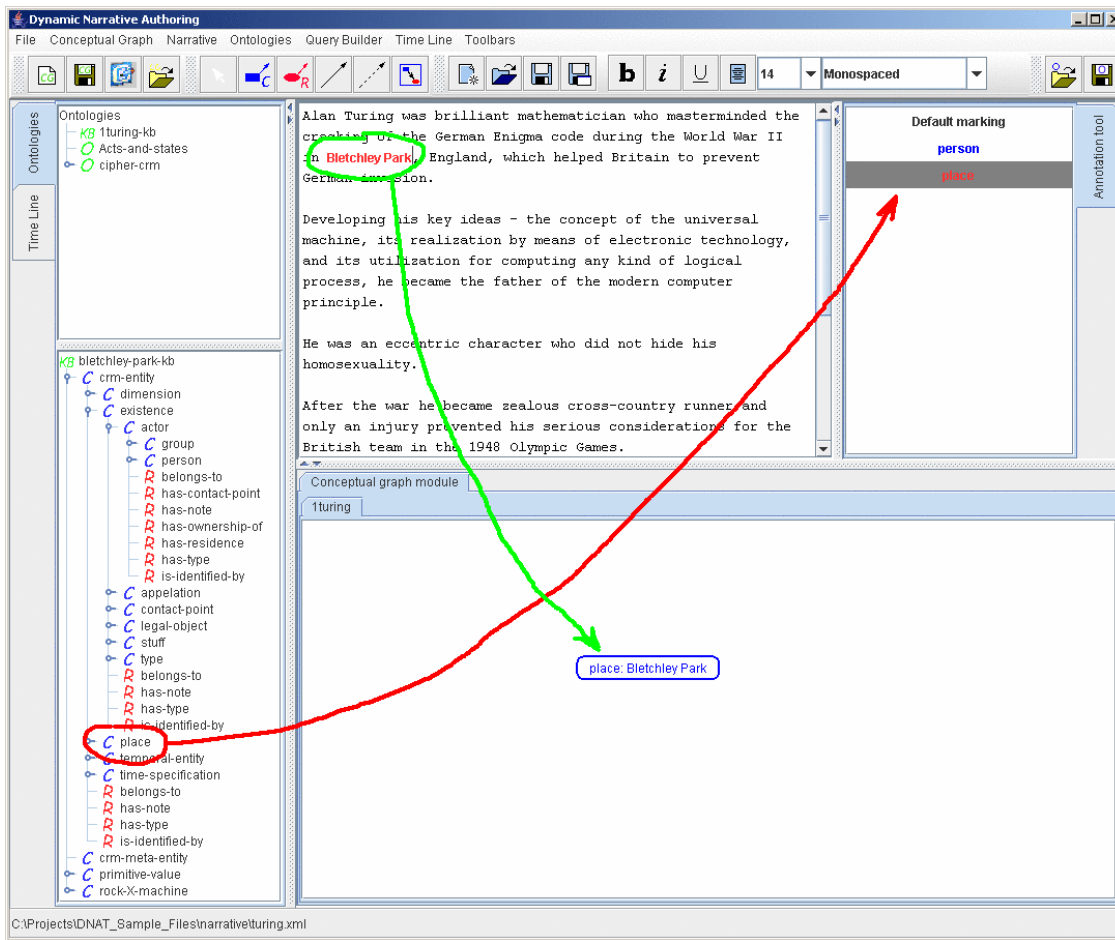 Dynamic Narrative Authoring
File Conceptual Graph Narrative Ontologies Query Builder Time Line Toolbars
CG C R b i U 14 Monospaced
Ontologies
Time Line
Ontologies
KB 1turing-kb
O Acts-and-states
O cipher-crm
Alan Turing was brilliant mathematician who masterminded the
cracking of the German Enigma code during the World War II
in Bletchley Park, England, which helped Britain to prevent
German invasion.
Developing his key ideas - the concept of the universal
machine, its realization by means of electronic technology,
and its utilization for computing any kind of logical
process, he became the father of the modern computer
principle.
He was an eccentric character who did not hide his
homosexuality.
After the war he became zealous cross-country runner and
only an injury prevented his serious considerations for the
British team in the 1948 Olympic Games.
Default marking
person
place
Annotation tool
KB bletchley-park-kb
C crm-entity
C dimension
C existence
C actor
C group
C person
R belongs-to
R has-contact-point
R has-note
R has-ownership-of
R has-residence
R has-type
R is-identified-by
C appelation
C contact-point
C legal-object
C stuff
C type
R belongs-to
R has-note
R has-type
R is-identified-by
C place
C temporal-entity
C time-specification
R belongs-to
R has-note
R has-type
R is-identified-by
C crm-meta-entity
C primitive-value
C rock-X-machine
Conceptual graph module
1turing
place: Bletchley Park
C:\Projects\DNAT_Sample_Files\narrative\turing.xml